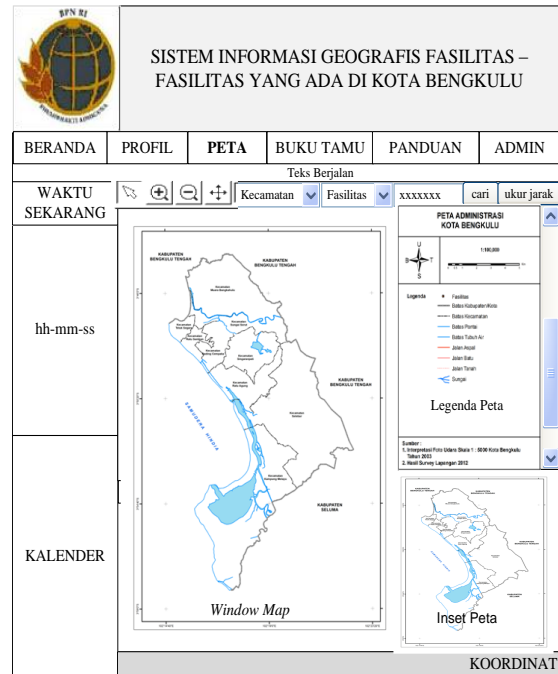 BPN RI
SISTEM INFORMASI GEOGRAFIS FASILITAS –
FASILITAS YANG ADA DI KOTA BENGKULU
BERANDA PROFIL PETA BUKU TAMU PANDUAN ADMIN
Teks Berjalan
WAKTU
SEKARANG
Kecamatan Fasilitas xxxxxxx cari ukur jarak
hh-mm-ss
KALENDER
KABUPATEN
BENGKULU TENGAH
KABUPATEN
BENGKULU TENGAH
KABUPATEN
BENGKULU TENGAH
SAMUDERA HINDIA
KABUPATEN
SELUMA
Window Map
PETA ADMINISTRASI
KOTA BENGKULU
U
B T
S
1:100,000
Legenda
Fasilitas
Batas Kabupaten/Kota
Batas Kecamatan
Batas Pantai
Batas Tubuh Air
Jalan Aspal
Jalan Batu
Jalan Tanah
Sungai
Legenda Peta
Sumber :
1. Interpretasi Foto Udara Skala 1 : 5000 Kota Bengkulu
Tahun 2003
2. Hasil Survey Lapangan 2012
Inset Peta
KOORDINAT